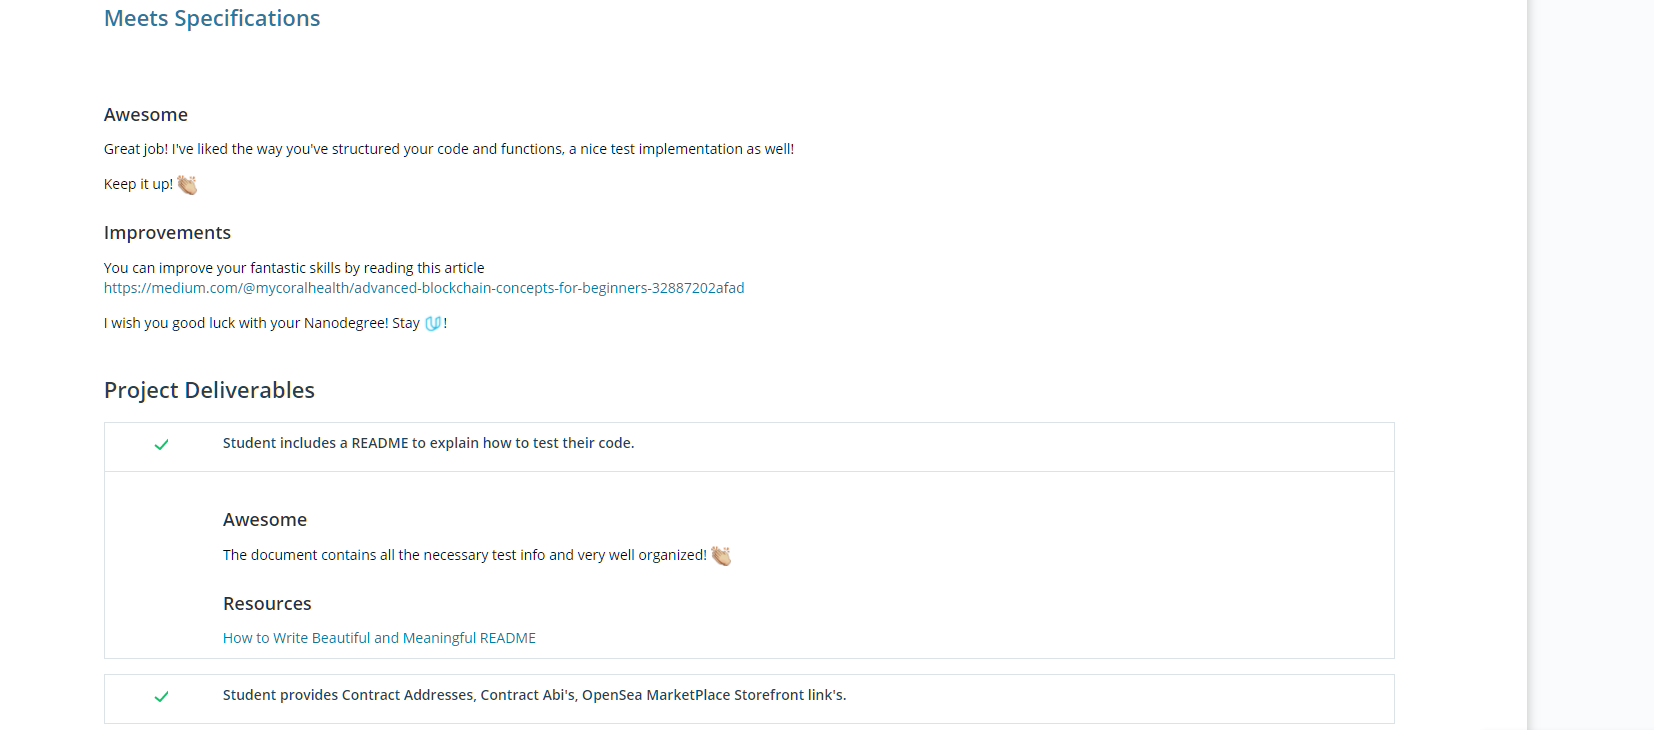 Meets Specifications
Awesome
Great job! I've liked the way you've structured your code and functions, a nice test implementation as well!
Keep it up! 👏🏼
Improvements
You can improve your fantastic skills by reading this article
https://medium.com/@mycoralhealth/advanced-blockchain-concepts-for-beginners-32887202afad
I wish you good luck with your Nanodegree! Stay !
Project Deliverables
Student includes a README to explain how to test their code.
Awesome
The document contains all the necessary test info and very well organized! 👏🏼
Resources
How to Write Beautiful and Meaningful README
Student provides Contract Addresses, Contract Abi's, OpenSea MarketPlace Storefront link's.